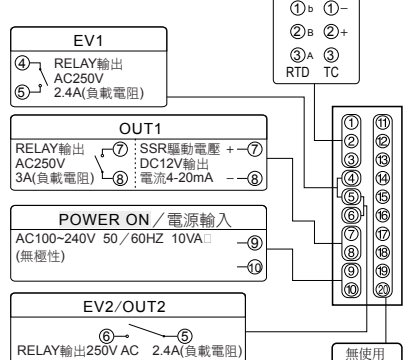 ① b ①−
② B ②+
③ A ③
RTD TC
EV1
④ RELAY輸出
AC250V
⑤ 2.4A(負載電阻)
OUT1
RELAY輸出 ⑦ SSR驅動電壓 + ⑦
AC250V DC12V輸出
3A(負載電阻) ⑧ 電流4-20mA − ⑧
POWER ON/電源輸入
AC100~240V 50/60HZ 10VA□ ⑨
(無極性)
⑩
EV2/OUT2
⑥ ⑤
RELAY輸出250V AC 2.4A(負載電阻)
① ⑪
② ⑫
③ ⑬
④ ⑭
⑤ ⑮
⑥ ⑯
⑦ ⑰
⑧ ⑱
⑨ ⑲
⑩ ⑳
無使用